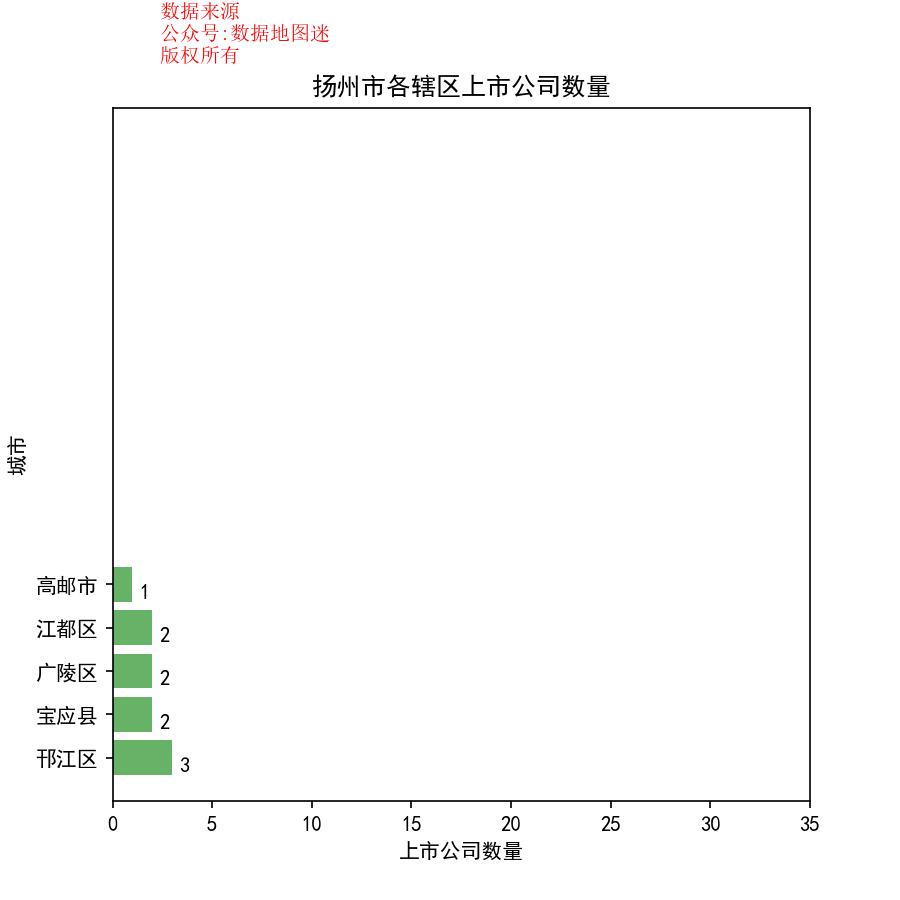 数据来源
公众号:数据地图迷
版权所有
扬州市各辖区上市公司数量
城市
高邮市 1
江都区 2
广陵区 2
宝应县 2
邗江区 3
0 5 10 15 20 25 30 35
上市公司数量